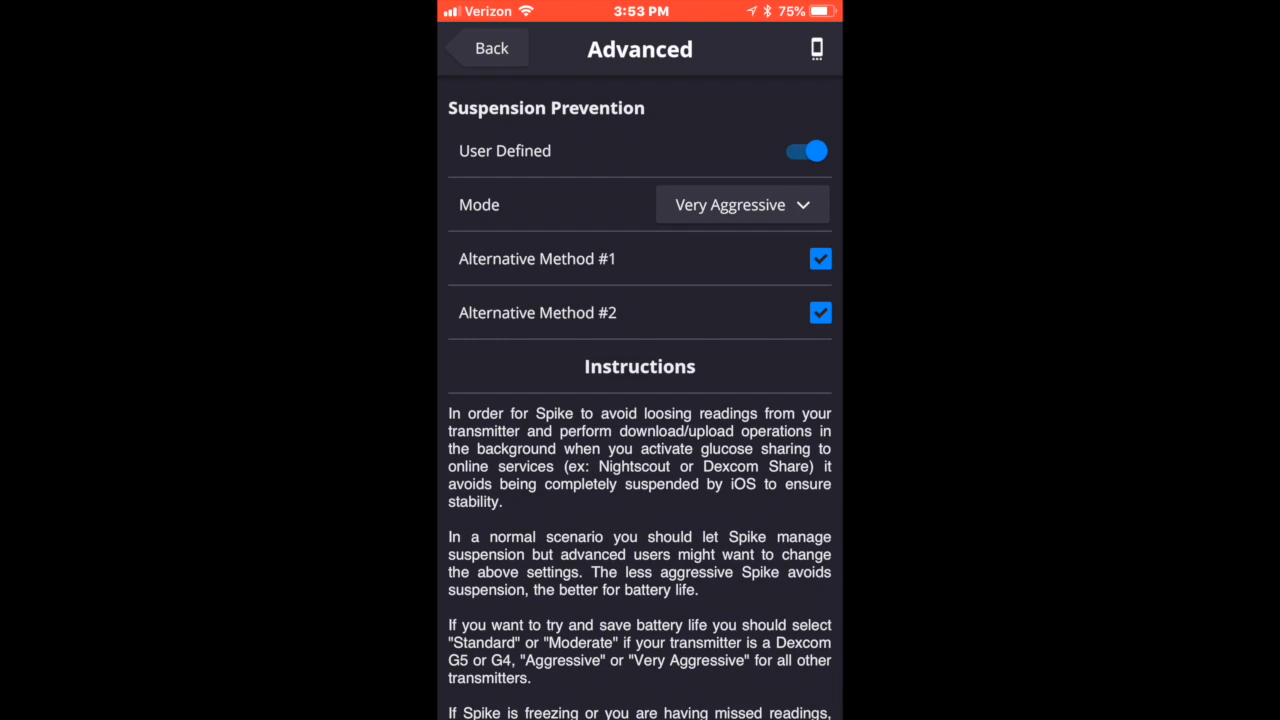 Verizon 3:53 PM 75%
Back Advanced
Suspension Prevention
User Defined
Mode Very Aggressive
Alternative Method #1
Alternative Method #2
Instructions
In order for Spike to avoid loosing readings from your
transmitter and perform download/upload operations in
the background when you activate glucose sharing to
online services (ex: Nightscout or Dexcom Share) it
avoids being completely suspended by iOS to ensure
stability.
In a normal scenario you should let Spike manage
suspension but advanced users might want to change
the above settings. The less aggressive Spike avoids
suspension, the better for battery life.
If you want to try and save battery life you should select
"Standard" or "Moderate" if your transmitter is a Dexcom
G5 or G4, "Aggressive" or "Very Aggressive" for all other
transmitters.
If Spike is freezing or you are having missed readings,